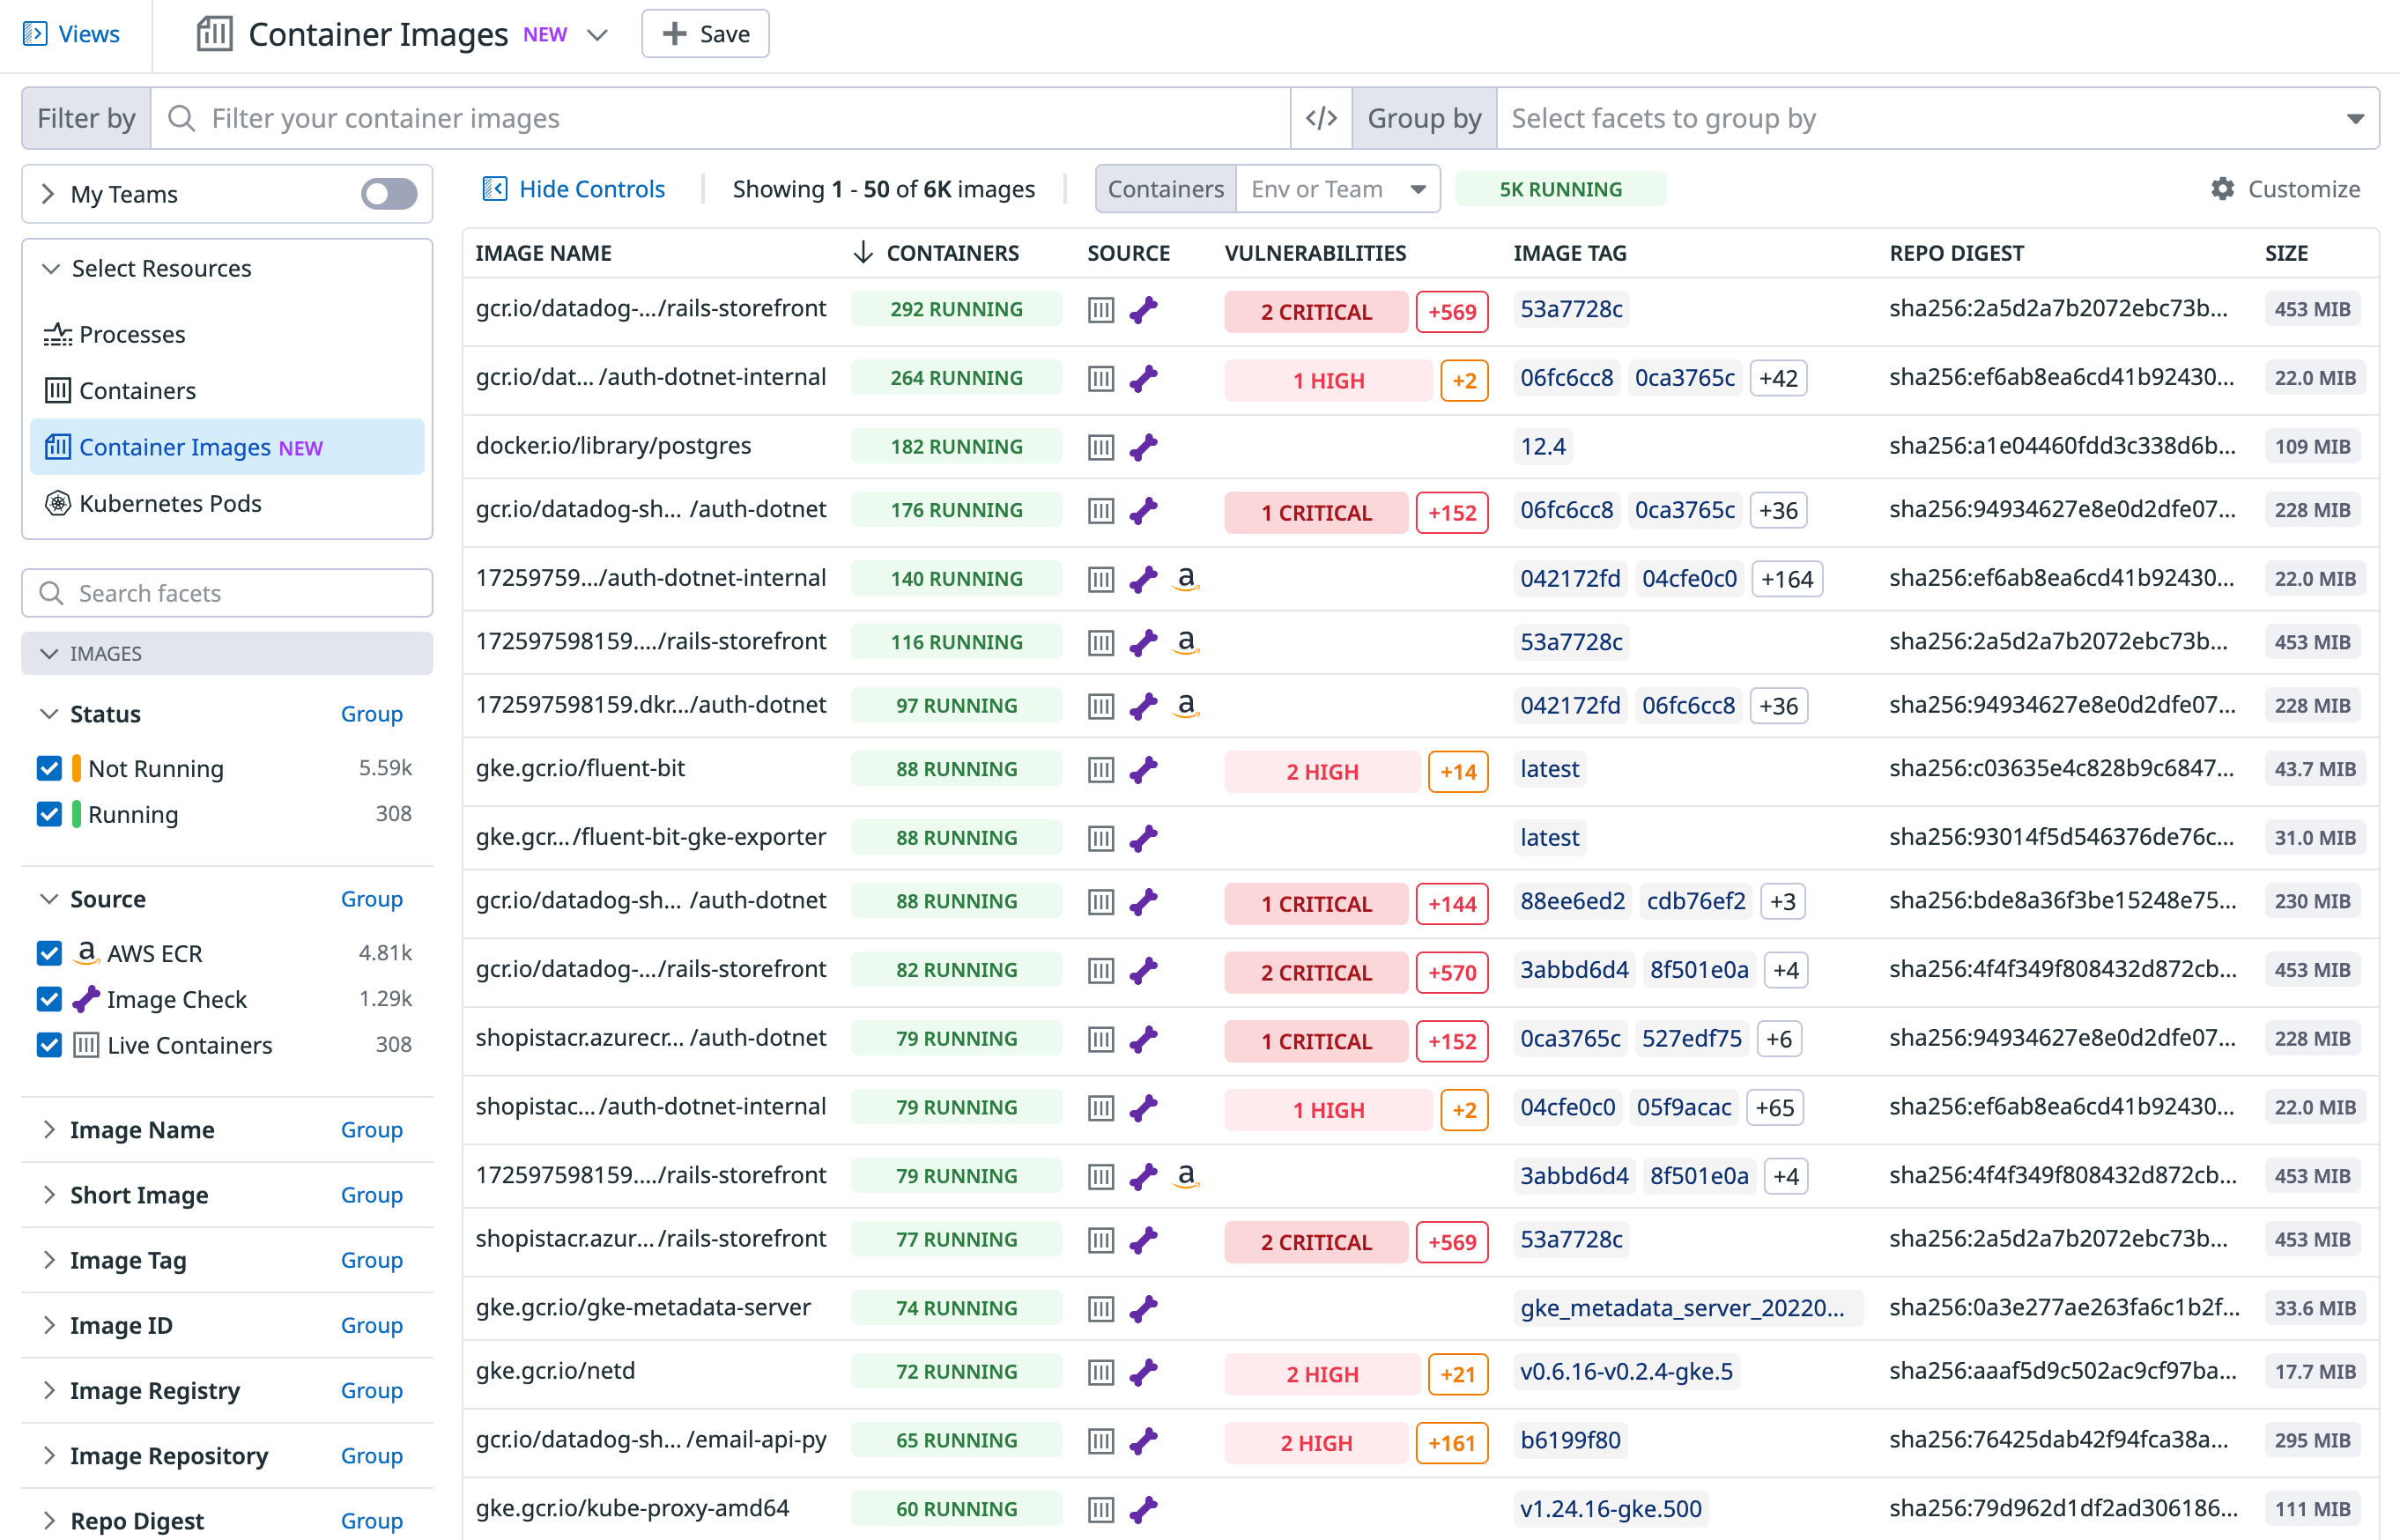 Views
Container Images NEW
Save
Filter by
Filter your container images
</>
Group by
Select facets to group by
My Teams
Select Resources
Processes
Containers
Container Images NEW
Kubernetes Pods
Search facets
IMAGES
Status Group
Not Running 5.59k
Running 308
Source Group
a AWS ECR 4.81k
Image Check 1.29k
Live Containers 308
Image Name Group
Short Image Group
Image Tag Group
Image ID Group
Image Registry Group
Image Repository Group
Repo Digest Group
Hide Controls Showing 1 - 50 of 6K images Containers Env or Team 5K RUNNING Customize
IMAGE NAME CONTAINERS SOURCE VULNERABILITIES IMAGE TAG REPO DIGEST SIZE
gcr.io/datadog-.../rails-storefront 292 RUNNING 2 CRITICAL +569 53a7728c sha256:2a5d2a7b2072ebc73b... 453 MIB
gcr.io/dat... /auth-dotnet-internal 264 RUNNING 1 HIGH +2 06fc6cc8 0ca3765c +42 sha256:ef6ab8ea6cd41b92430... 22.0 MIB
docker.io/library/postgres 182 RUNNING 12.4 sha256:a1e04460fdd3c338d6b... 109 MIB
gcr.io/datadog-sh... /auth-dotnet 176 RUNNING 1 CRITICAL +152 06fc6cc8 0ca3765c +36 sha256:94934627e8e0d2dfe07... 228 MIB
17259759.../auth-dotnet-internal 140 RUNNING a 042172fd 04cfe0c0 +164 sha256:ef6ab8ea6cd41b92430... 22.0 MIB
172597598159..../rails-storefront 116 RUNNING a 53a7728c sha256:2a5d2a7b2072ebc73b... 453 MIB
172597598159.dkr.../auth-dotnet 97 RUNNING a 042172fd 06fc6cc8 +36 sha256:94934627e8e0d2dfe07... 228 MIB
gke.gcr.io/fluent-bit 88 RUNNING 2 HIGH +14 latest sha256:c03635e4c828b9c6847... 43.7 MIB
gke.gcr... /fluent-bit-gke-exporter 88 RUNNING latest sha256:93014f5d546376de76c... 31.0 MIB
gcr.io/datadog-sh... /auth-dotnet 88 RUNNING 1 CRITICAL +144 88ee6ed2 cdb76ef2 +3 sha256:bde8a36f3be15248e75... 230 MIB
gcr.io/datadog-.../rails-storefront 82 RUNNING 2 CRITICAL +570 3abbd6d4 8f501e0a +4 sha256:4f4f349f808432d872cb... 453 MIB
shopistacr.azurecr... /auth-dotnet 79 RUNNING 1 CRITICAL +152 0ca3765c 527edf75 +6 sha256:94934627e8e0d2dfe07... 228 MIB
shopistac... /auth-dotnet-internal 79 RUNNING 1 HIGH +2 04cfe0c0 05f9acac +65 sha256:ef6ab8ea6cd41b92430... 22.0 MIB
172597598159..../rails-storefront 79 RUNNING a 3abbd6d4 8f501e0a +4 sha256:4f4f349f808432d872cb... 453 MIB
shopistacr.azur... /rails-storefront 77 RUNNING 2 CRITICAL +569 53a7728c sha256:2a5d2a7b2072ebc73b... 453 MIB
gke.gcr.io/gke-metadata-server 74 RUNNING gke_metadata_server_20220... sha256:0a3e277ae263fa6c1b2f... 33.6 MIB
gke.gcr.io/netd 72 RUNNING 2 HIGH +21 v0.6.16-v0.2.4-gke.5 sha256:aaaf5d9c502ac9cf97ba... 17.7 MIB
gcr.io/datadog-sh... /email-api-py 65 RUNNING 2 HIGH +161 b6199f80 sha256:76425dab42f94fca38a... 295 MIB
gke.gcr.io/kube-proxy-amd64 60 RUNNING v1.24.16-gke.500 sha256:79d962d1df2ad306186... 111 MIB